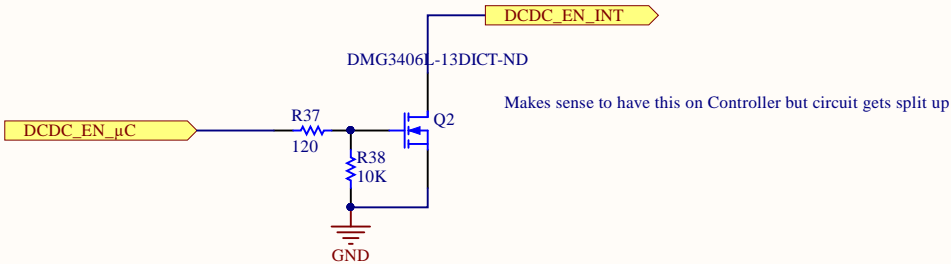 DCDC_EN_INT
DMG3406L-13DICT-ND
Makes sense to have this on Controller but circuit gets split up
R37
Q2
DCDC_EN_µC
120
R38
10K
GND